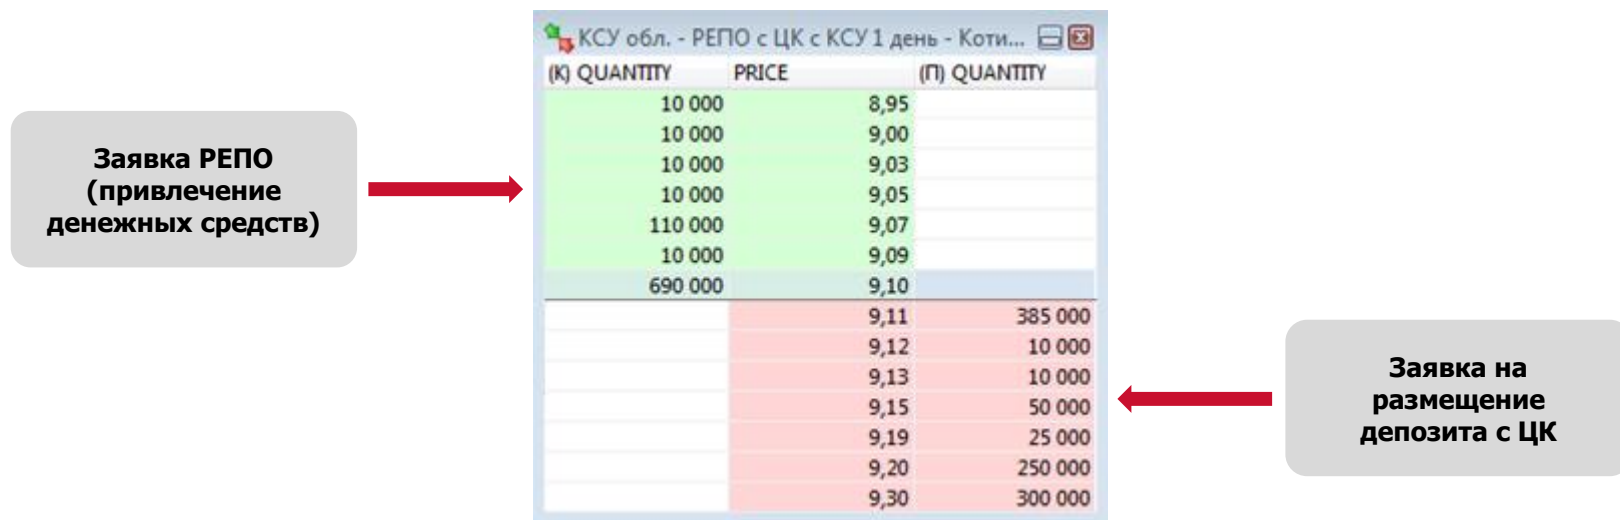 КСУ обл. - РЕПО с ЦК с КСУ 1 день - Коти...
(К) QUANTITY PRICE (П) QUANTITY
10 000 8,95
10 000 9,00
10 000 9,03
10 000 9,05
110 000 9,07
10 000 9,09
690 000 9,10
9,11 385 000
9,12 10 000
9,13 10 000
9,15 50 000
9,19 25 000
9,20 250 000
9,30 300 000
Заявка РЕПО
(привлечение
денежных средств)
Заявка на
размещение
депозита с ЦК